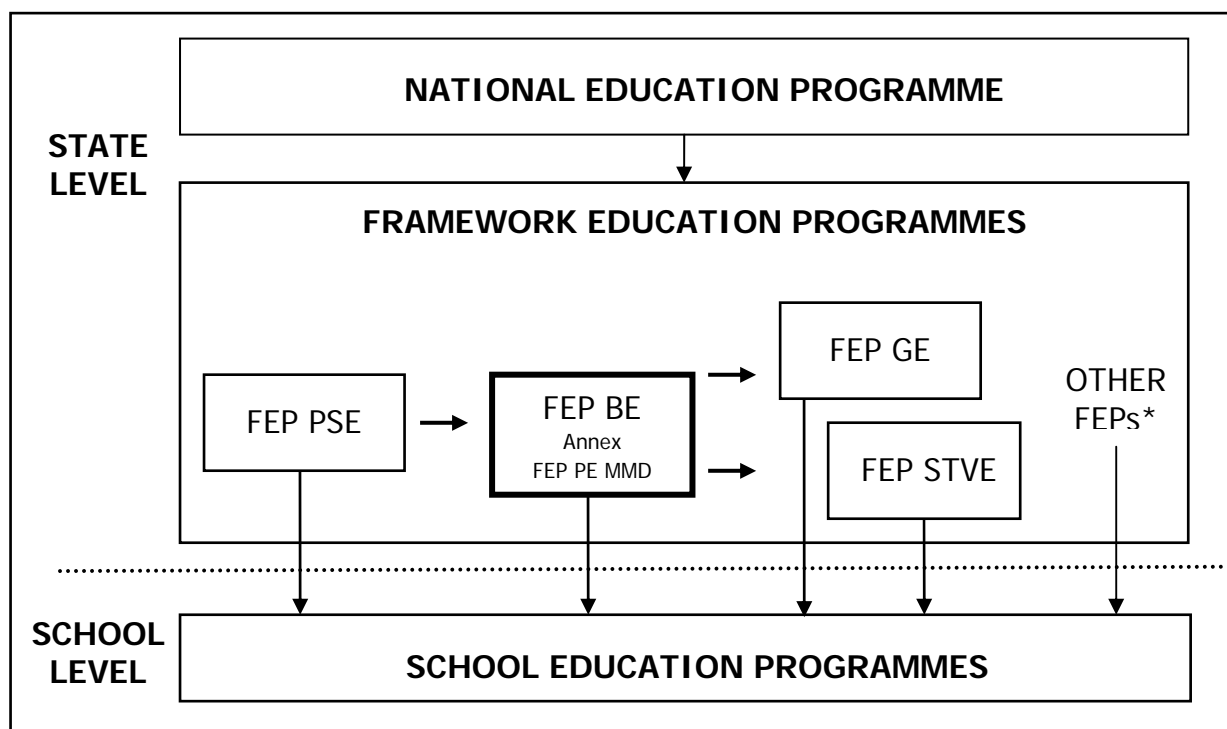 NATIONAL EDUCATION PROGRAMME
STATE
LEVEL
FRAMEWORK EDUCATION PROGRAMMES
FEP GE
FEP PSE
FEP BE
Annex
FEP PE MMD
OTHER
FEPs*
FEP STVE
SCHOOL
LEVEL
SCHOOL EDUCATION PROGRAMMES